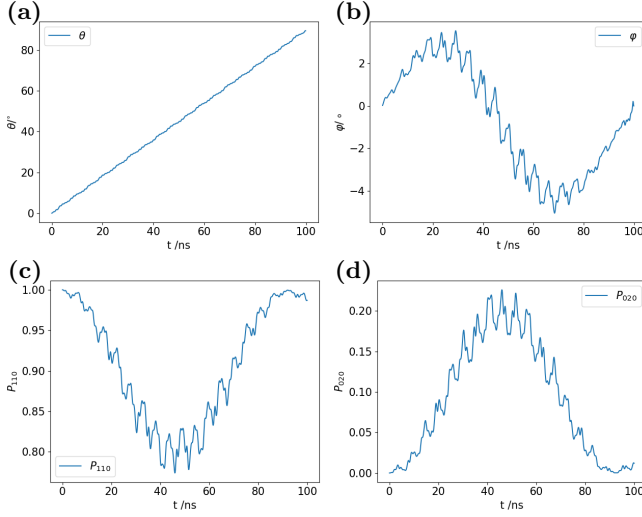 (a)
θ
80
60
40
20
0
θ/°
0 20 40 60 80 100
t /ns
(b)
φ
2
0
−2
−4
φ/ °
0 20 40 60 80 100
t /ns
(c)
1.00
0.95
0.90
0.85
0.80
P₁₁₀
P₁₁₀
0 20 40 60 80 100
t /ns
(d)
P₀₂₀
0.20
0.15
0.10
0.05
0.00
P₀₂₀
0 20 40 60 80 100
t /ns